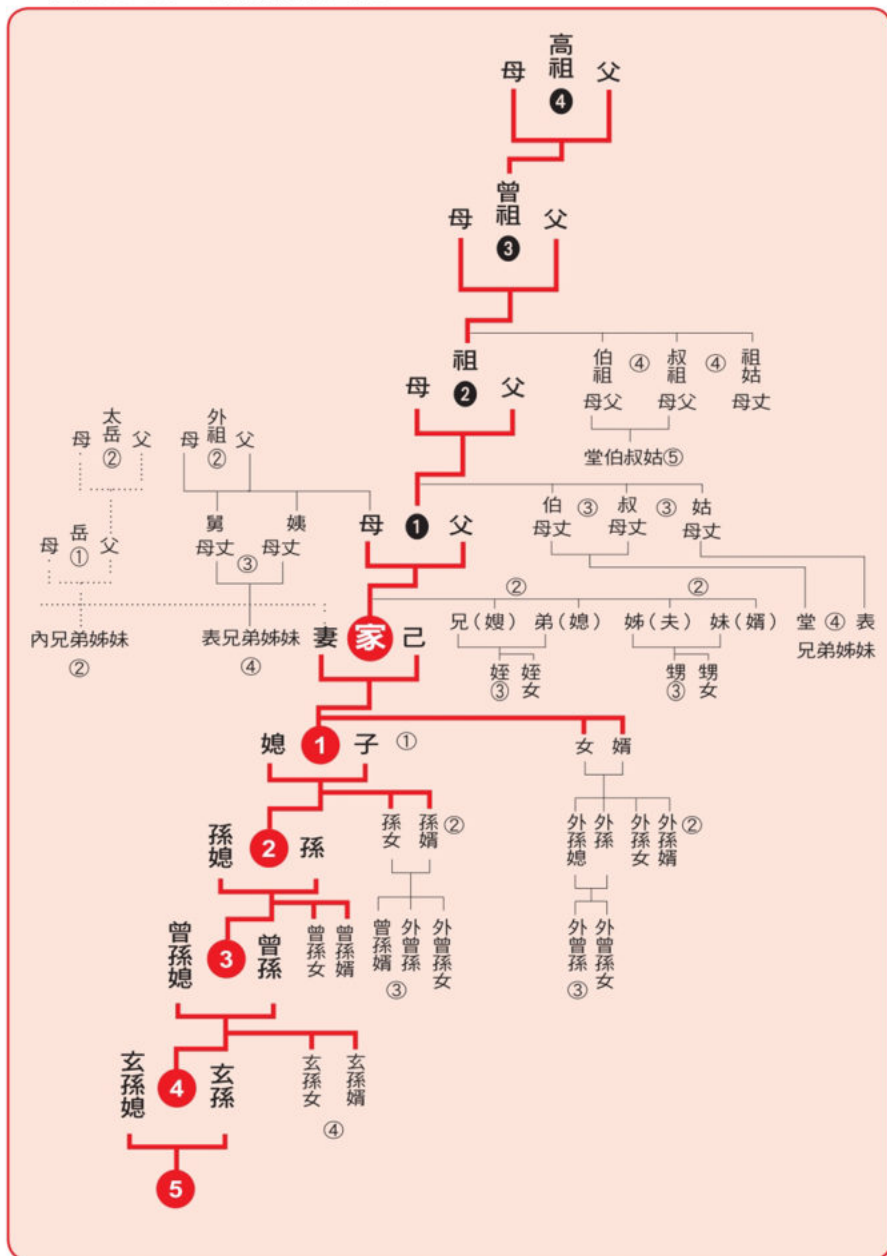 母 高祖 父
❹
母 曾祖 父
❸
母 祖 父
❷
伯祖 ④ 叔祖 ④ 祖姑
母父 母父 母丈
堂伯叔姑⑤
母 太岳 父
②
母 外祖 父
②
母 岳 父
①
舅 姨
母丈 ③ 母丈
母 ❶ 父
伯 ③ 叔 ③ 姑
母丈 母丈 母丈
② ②
內兄弟姊妹
②
表兄弟姊妹
④
妻 家 己
兄(嫂) 弟(媳) 姊(夫) 妹(婿)
堂 ④ 表
兄弟姊妹
姪 姪女
③
甥 甥女
③
媳 1 子 ①
女 婿
孫媳 2 孫
孫女 孫婿 ②
外孫媳 外孫 外孫女 外孫婿 ②
曾孫媳 3 曾孫
曾孫女 曾孫婿
曾孫婿 外曾孫 外曾孫女
③
外曾孫 外曾孫女
③
玄孫媳 4 玄孫
玄孫女 玄孫婿
④
5